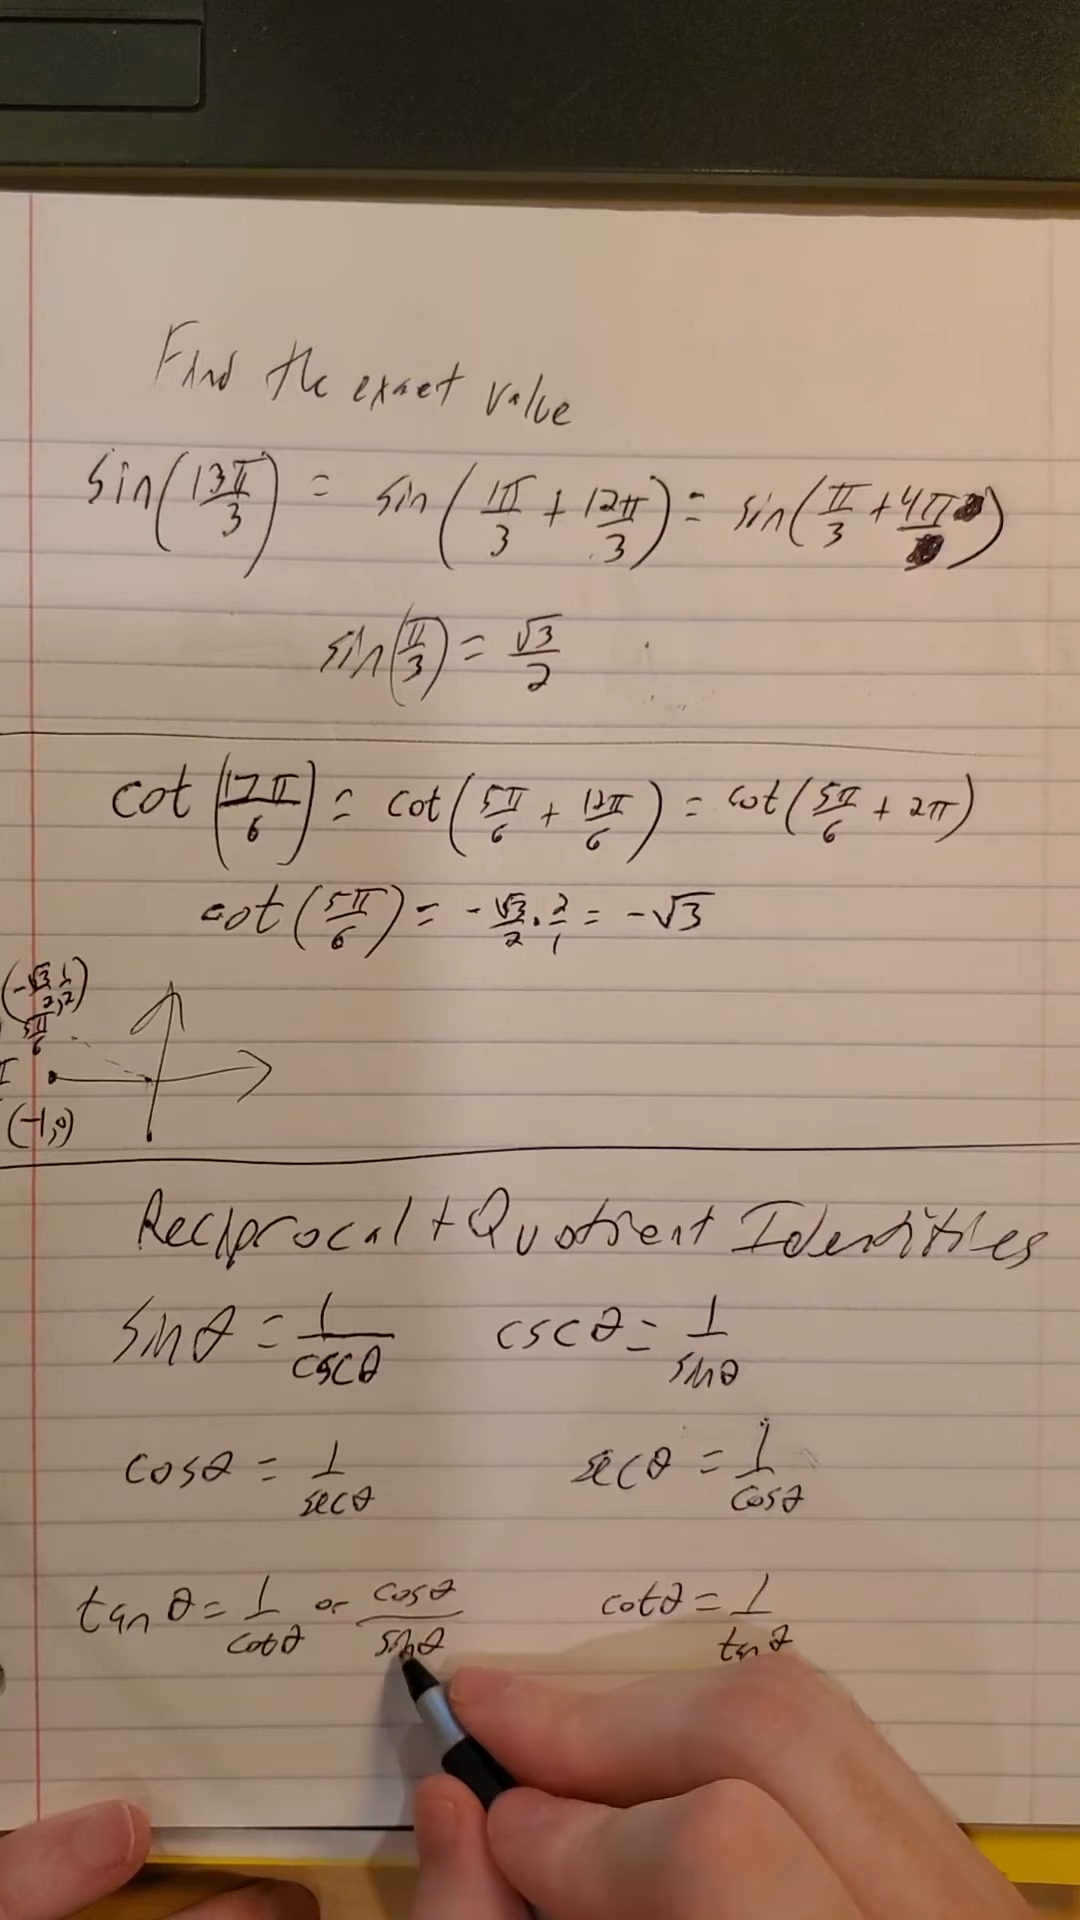 Find the exact value
sin(13π/3) = sin(1π/3 + 12π/3) = sin(π/3 + 4π)
sin(π/3) = √3/2
cot(17π/6) = cot(5π/6 + 12π/6) = cot(5π/6 + 2π)
cot(5π/6) = -√3/2 · 2/1 = -√3
(-√3/2, 1/2)
5π/6
π
(-1,0)
Reciprocal + Quotient Identities
sinθ = 1/cscθ cscθ = 1/sinθ
cosθ = 1/secθ secθ = 1/cosθ
tanθ = 1/cotθ or cosθ/sinθ cotθ = 1/tanθ